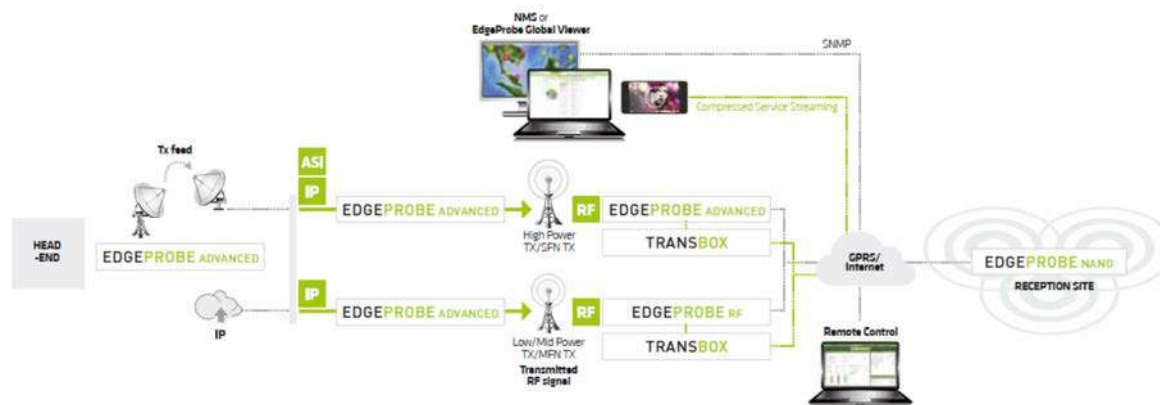 NMS or
EdgeProbe Global Viewer
SNMP
Compressed Service Streaming
Tx feed
ASI
IP
EDGEPROBE ADVANCED
High Power
TX/SFN TX
RF
EDGEPROBE ADVANCED
TRANSBOX
HEAD
-END
EDGEPROBE ADVANCED
GPRS/
Internet
EDGEPROBE NANO
RECEPTION SITE
IP
IP
EDGEPROBE ADVANCED
Low/Mid Power
TX/MFN TX
Transmitted
RF signal
RF
EDGEPROBE RF
TRANSBOX
Remote Control